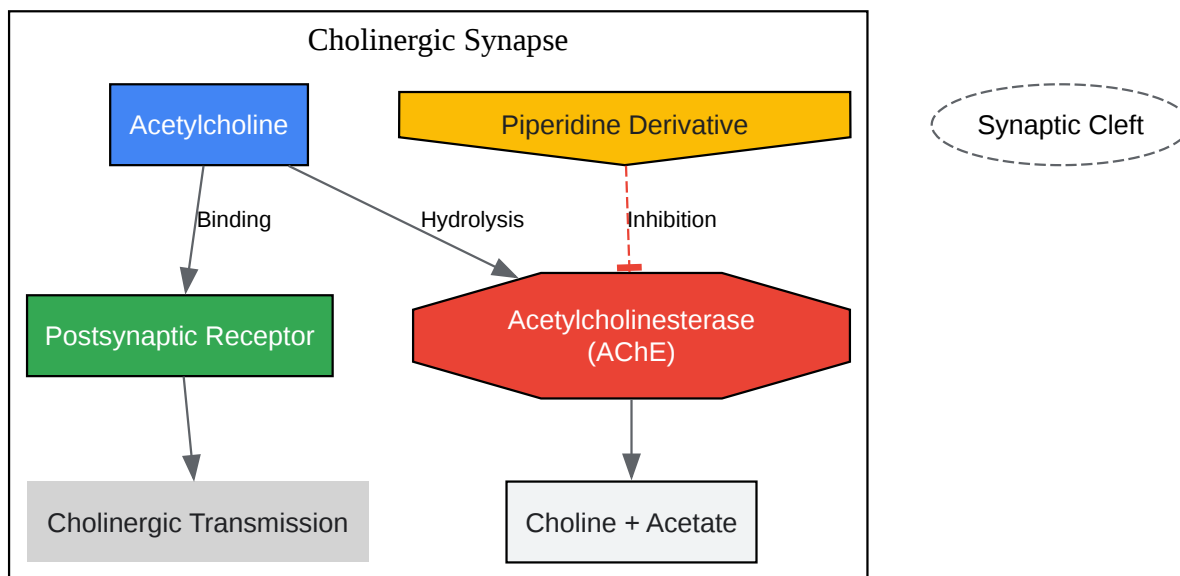 Cholinergic Synapse
Acetylcholine
Piperidine Derivative
Synaptic Cleft
Binding
Hydrolysis
Inhibition
Postsynaptic Receptor
Acetylcholinesterase
(AChE)
Cholinergic Transmission
Choline + Acetate